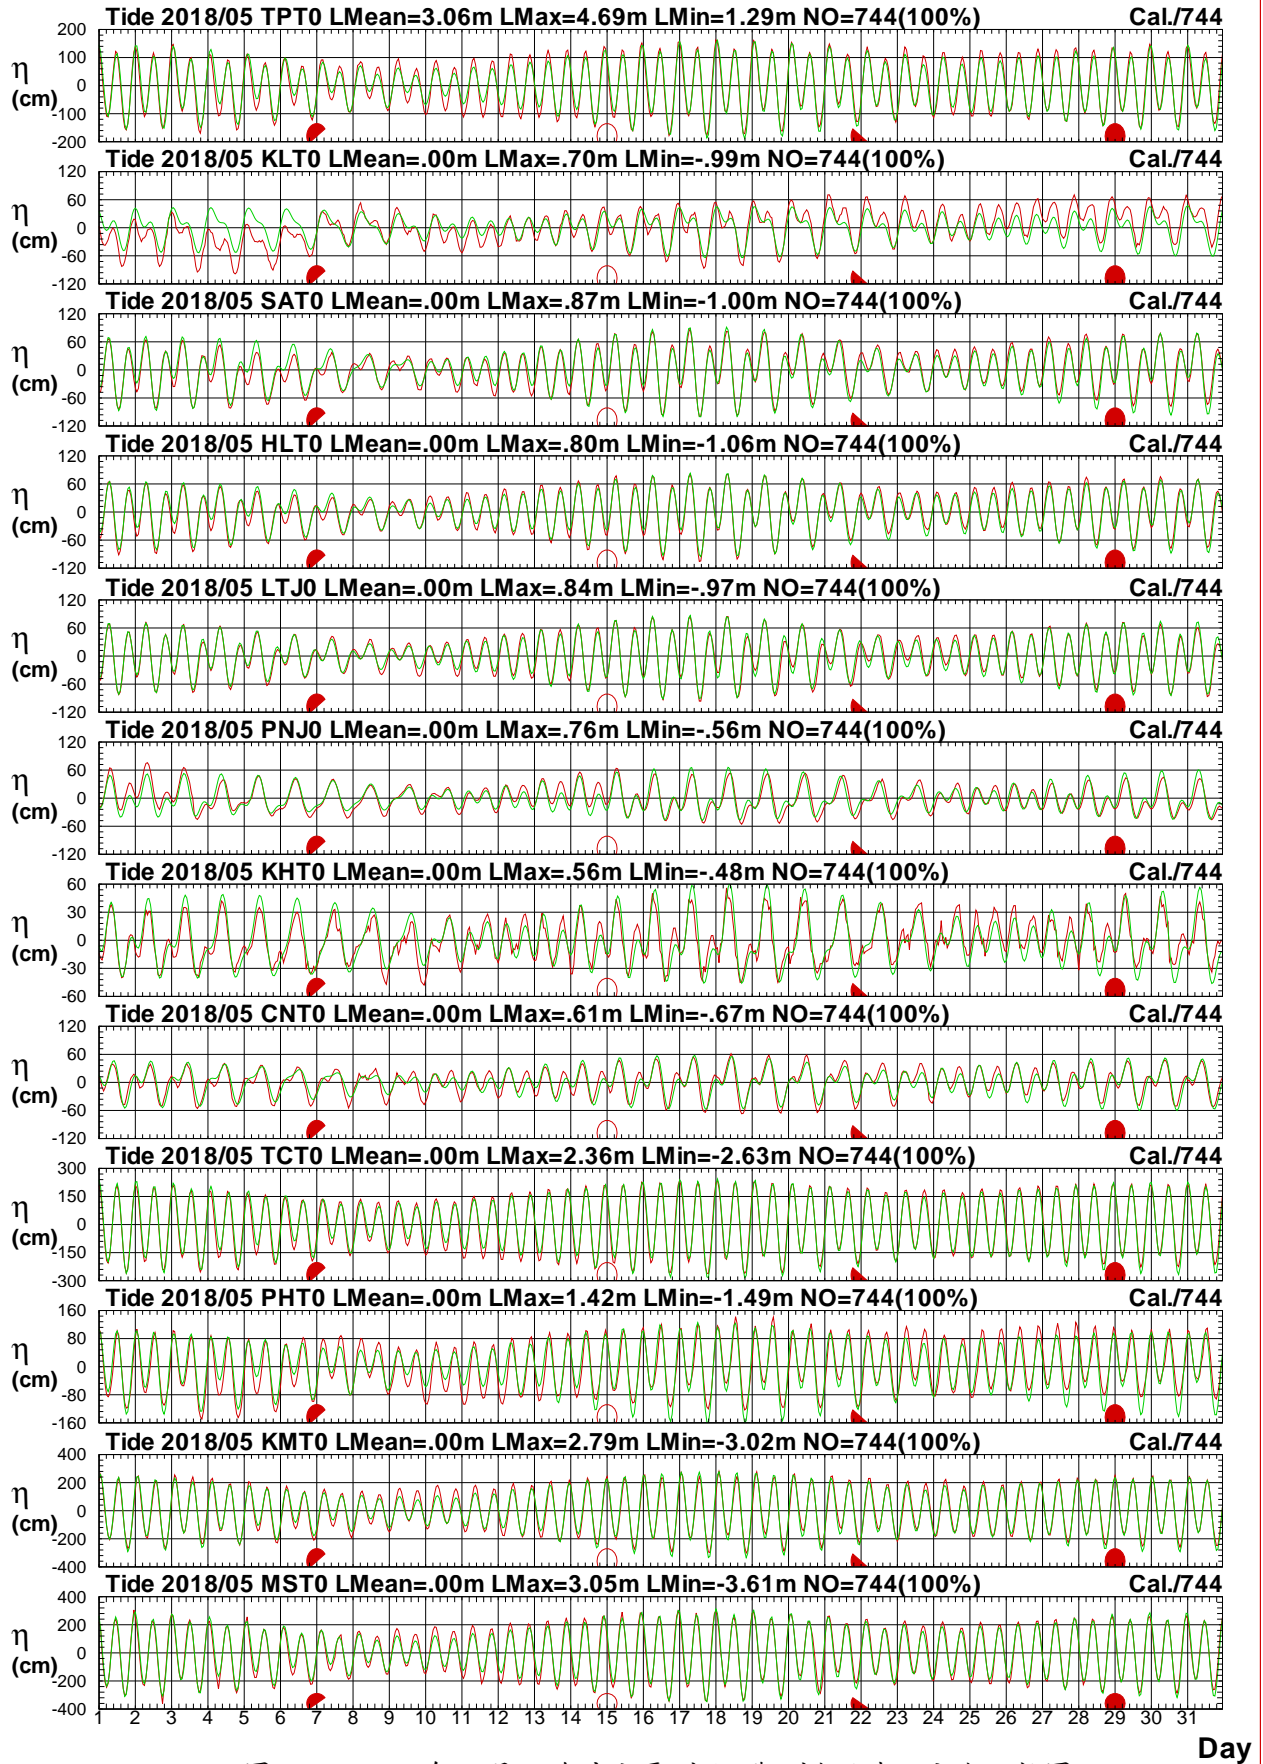 Tide 2018/05 TPT0 LMean=3.06m LMax=4.69m LMin=1.29m NO=744(100%) Cal./744
200
100
η 0
(cm) -100
-200
Tide 2018/05 KLT0 LMean=.00m LMax=.70m LMin=-.99m NO=744(100%) Cal./744
120
60
η 0
(cm) -60
-120
Tide 2018/05 SAT0 LMean=.00m LMax=.87m LMin=-1.00m NO=744(100%) Cal./744
120
60
η 0
(cm) -60
-120
Tide 2018/05 HLT0 LMean=.00m LMax=.80m LMin=-1.06m NO=744(100%) Cal./744
120
60
η 0
(cm) -60
-120
Tide 2018/05 LTJ0 LMean=.00m LMax=.84m LMin=-.97m NO=744(100%) Cal./744
120
60
η 0
(cm) -60
-120
Tide 2018/05 PNJ0 LMean=.00m LMax=.76m LMin=-.56m NO=744(100%) Cal./744
120
60
η 0
(cm) -60
-120
Tide 2018/05 KHT0 LMean=.00m LMax=.56m LMin=-.48m NO=744(100%) Cal./744
60
30
η 0
(cm) -30
-60
Tide 2018/05 CNT0 LMean=.00m LMax=.61m LMin=-.67m NO=744(100%) Cal./744
120
60
η 0
(cm) -60
-120
Tide 2018/05 TCT0 LMean=.00m LMax=2.36m LMin=-2.63m NO=744(100%) Cal./744
300
150
η 0
(cm) -150
-300
Tide 2018/05 PHT0 LMean=.00m LMax=1.42m LMin=-1.49m NO=744(100%) Cal./744
160
80
η 0
(cm) -80
-160
Tide 2018/05 KMT0 LMean=.00m LMax=2.79m LMin=-3.02m NO=744(100%) Cal./744
400
200
η 0
(cm) -200
-400
Tide 2018/05 MST0 LMean=.00m LMax=3.05m LMin=-3.61m NO=744(100%) Cal./744
400
200
η 0
(cm) -200
-400
1 2 3 4 5 6 7 8 9 10 11 12 13 14 15 16 17 18 19 20 21 22 23 24 25 26 27 28 29 30 31
Day